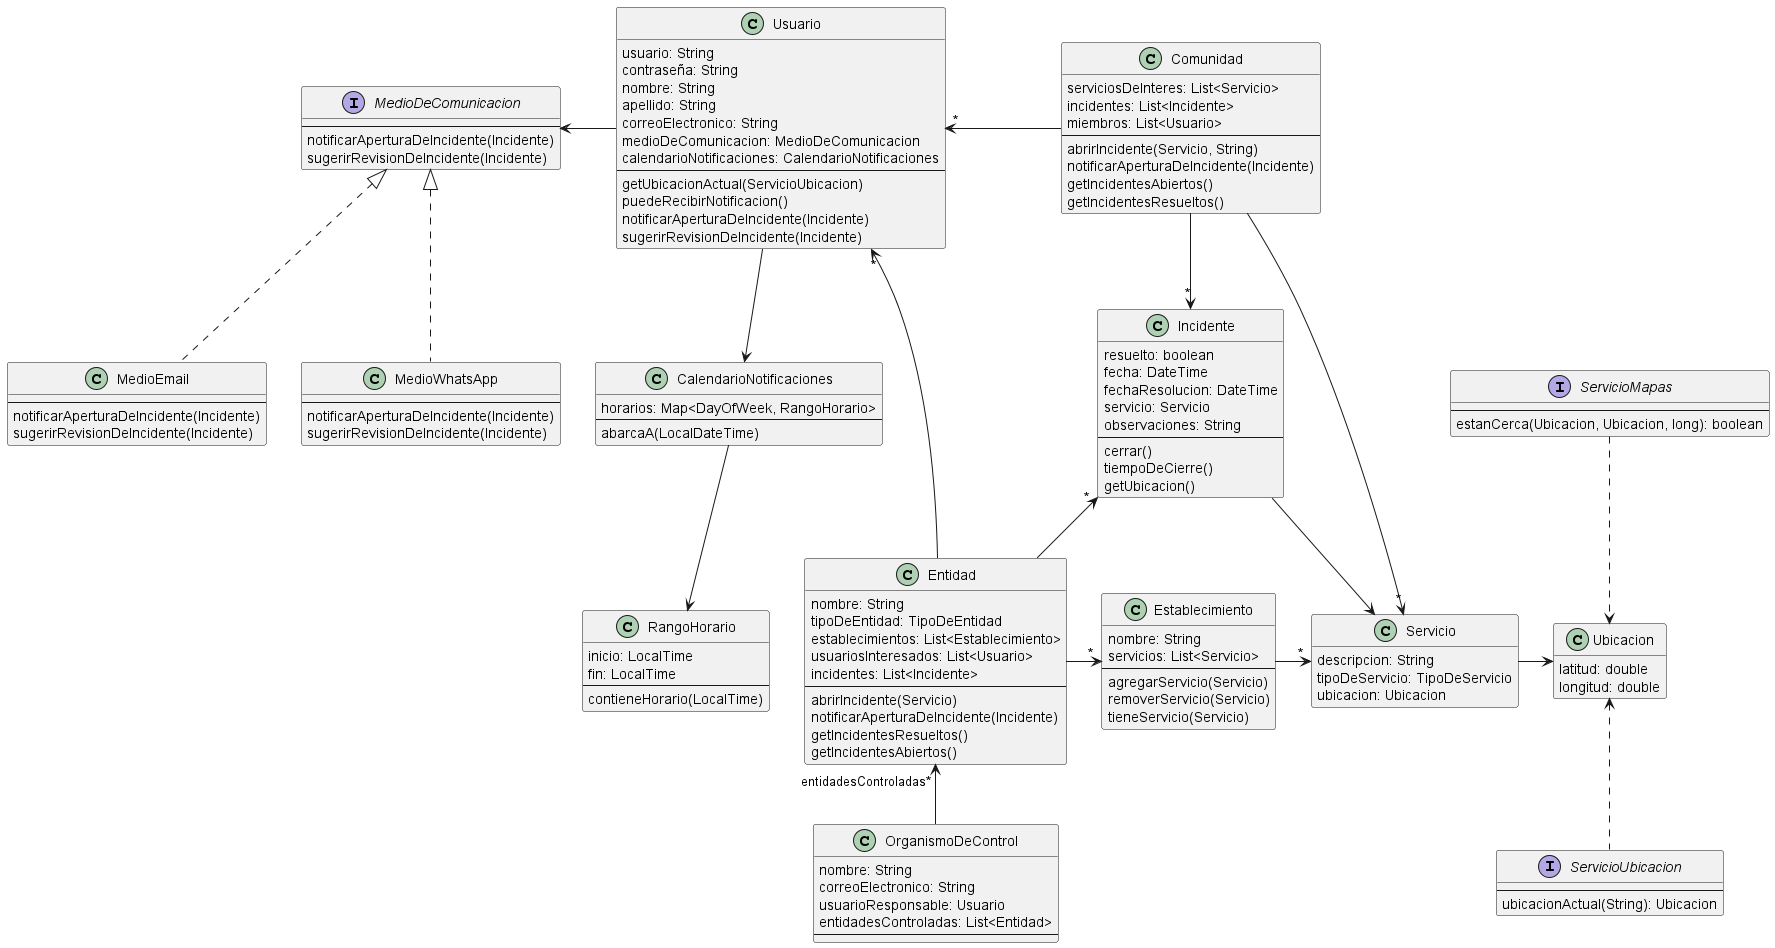 C Usuario
usuario: String
contraseña: String
nombre: String
apellido: String
correoElectronico: String
medioDeComunicacion: MedioDeComunicacion
calendarioNotificaciones: CalendarioNotificaciones
getUbicacionActual(ServicioUbicacion)
puedeRecibirNotificacion()
notificarAperturaDeIncidente(Incidente)
sugerirRevisionDeIncidente(Incidente)
*
*
C Comunidad
serviciosDeInteres: List<Servicio>
incidentes: List<Incidente>
miembros: List<Usuario>
abrirIncidente(Servicio, String)
notificarAperturaDeIncidente(Incidente)
getIncidentesAbiertos()
getIncidentesResueltos()
I MedioDeComunicacion
notificarAperturaDeIncidente(Incidente)
sugerirRevisionDeIncidente(Incidente)
C MedioEmail
notificarAperturaDeIncidente(Incidente)
sugerirRevisionDeIncidente(Incidente)
C MedioWhatsApp
notificarAperturaDeIncidente(Incidente)
sugerirRevisionDeIncidente(Incidente)
C CalendarioNotificaciones
horarios: Map<DayOfWeek, RangoHorario>
abarcaA(LocalDateTime)
*
C Incidente
resuelto: boolean
fecha: DateTime
fechaResolucion: DateTime
servicio: Servicio
observaciones: String
cerrar()
tiempoDeCierre()
getUbicacion()
*
I ServicioMapas
estanCerca(Ubicacion, Ubicacion, long): boolean
C RangoHorario
inicio: LocalTime
fin: LocalTime
contieneHorario(LocalTime)
C Entidad
nombre: String
tipoDeEntidad: TipoDeEntidad
establecimientos: List<Establecimiento>
usuariosInteresados: List<Usuario>
incidentes: List<Incidente>
abrirIncidente(Servicio)
notificarAperturaDeIncidente(Incidente)
getIncidentesResueltos()
getIncidentesAbiertos()
*
C Establecimiento
nombre: String
servicios: List<Servicio>
agregarServicio(Servicio)
removerServicio(Servicio)
tieneServicio(Servicio)
*
*
C Servicio
descripcion: String
tipoDeServicio: TipoDeServicio
ubicacion: Ubicacion
C Ubicacion
latitud: double
longitud: double
entidadesControladas*
C OrganismoDeControl
nombre: String
correoElectronico: String
usuarioResponsable: Usuario
entidadesControladas: List<Entidad>
I ServicioUbicacion
ubicacionActual(String): Ubicacion